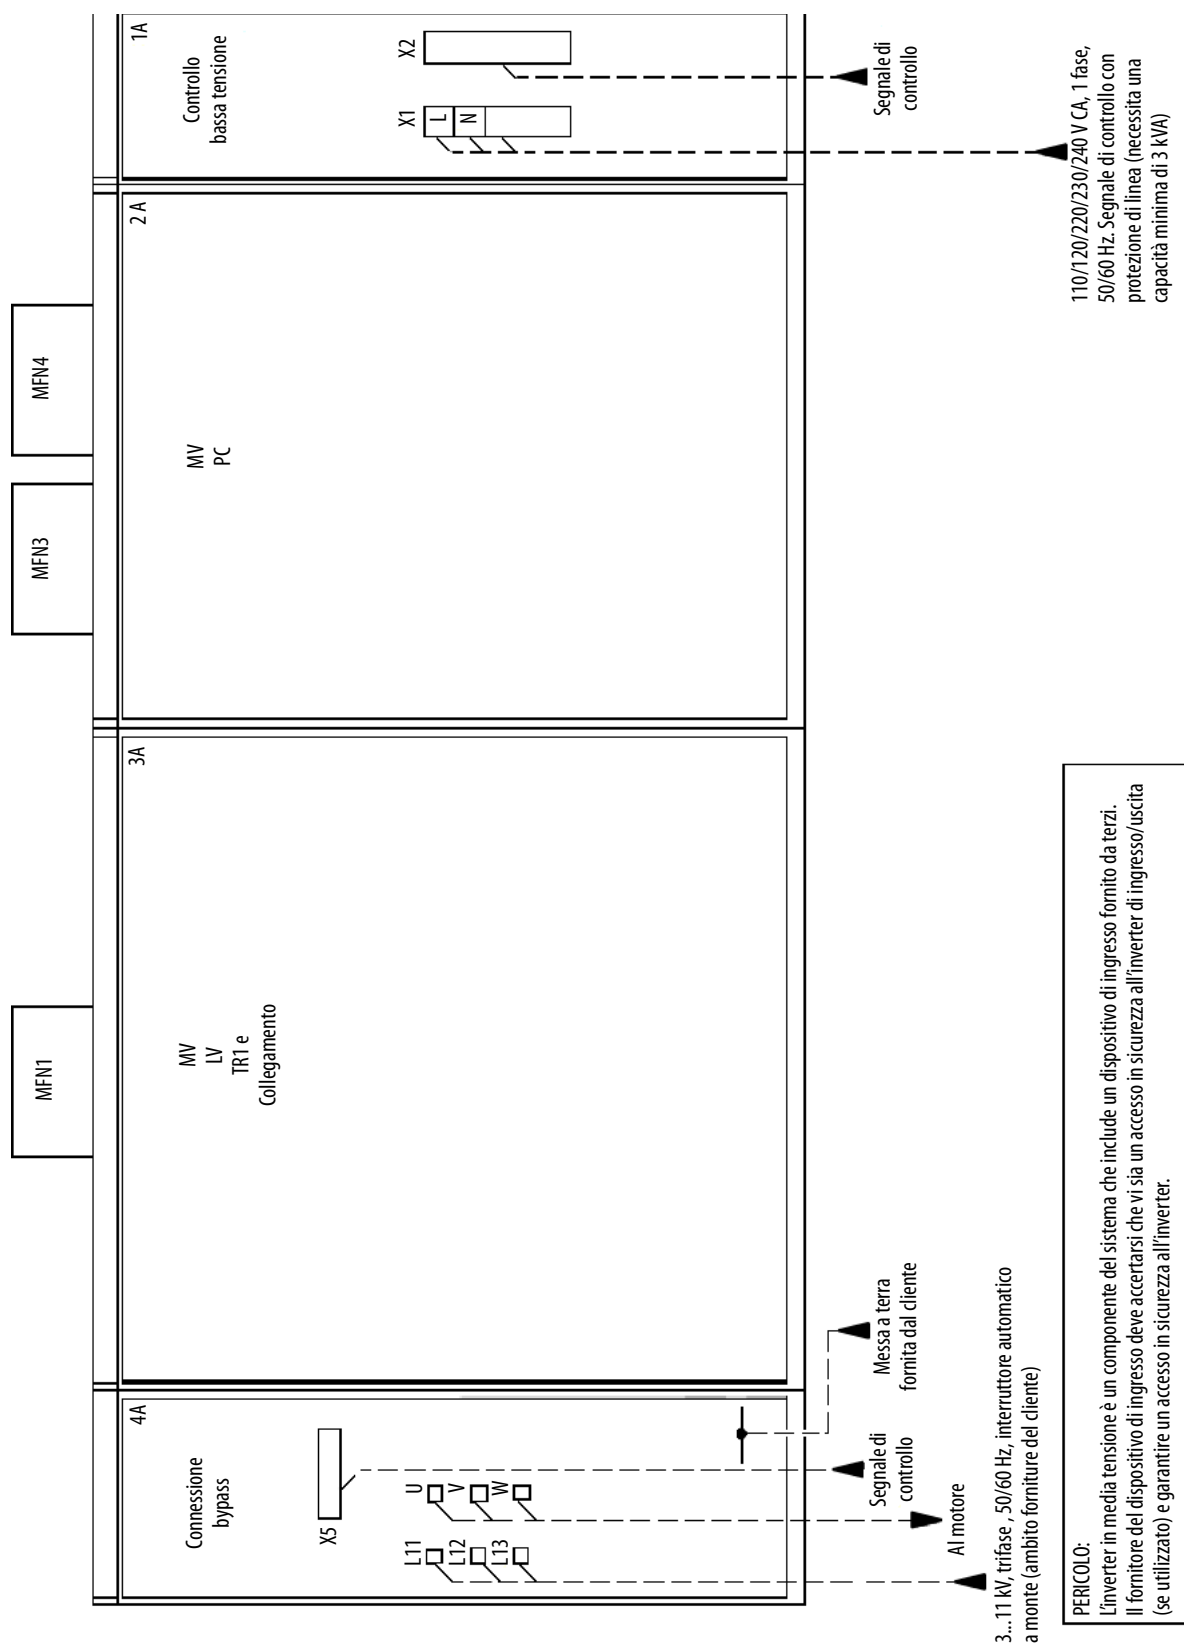 MFN1
MFN3
MFN4
4A
Connessione
bypass
X5
L11
L12
L13
U
V
W
3A
MV
LV
TR1 e
Collegamento
2 A
MV
PC
1A
Controllo
bassa tensione
X1
L
N
X2
3...11 kV, trifase , 50/60 Hz, interruttore automatico
a monte (ambito forniture del cliente)
Al motore
Segnale di
controllo
Messa a terra
fornita dal cliente
Segnale di
controllo
110/120/220/230/240 V CA, 1 fase,
50/60 Hz. Segnale di controllo con
protezione di linea (necessita una
capacità minima di 3 kVA)
PERICOLO:
L'inverter in media tensione è un componente del sistema che include un dispositivo di ingresso fornito da terzi.
Il fornitore del dispositivo di ingresso deve accertarsi che vi sia un accesso in sicurezza all'inverter di ingresso/uscita
(se utilizzato) e garantire un accesso in sicurezza all'inverter.